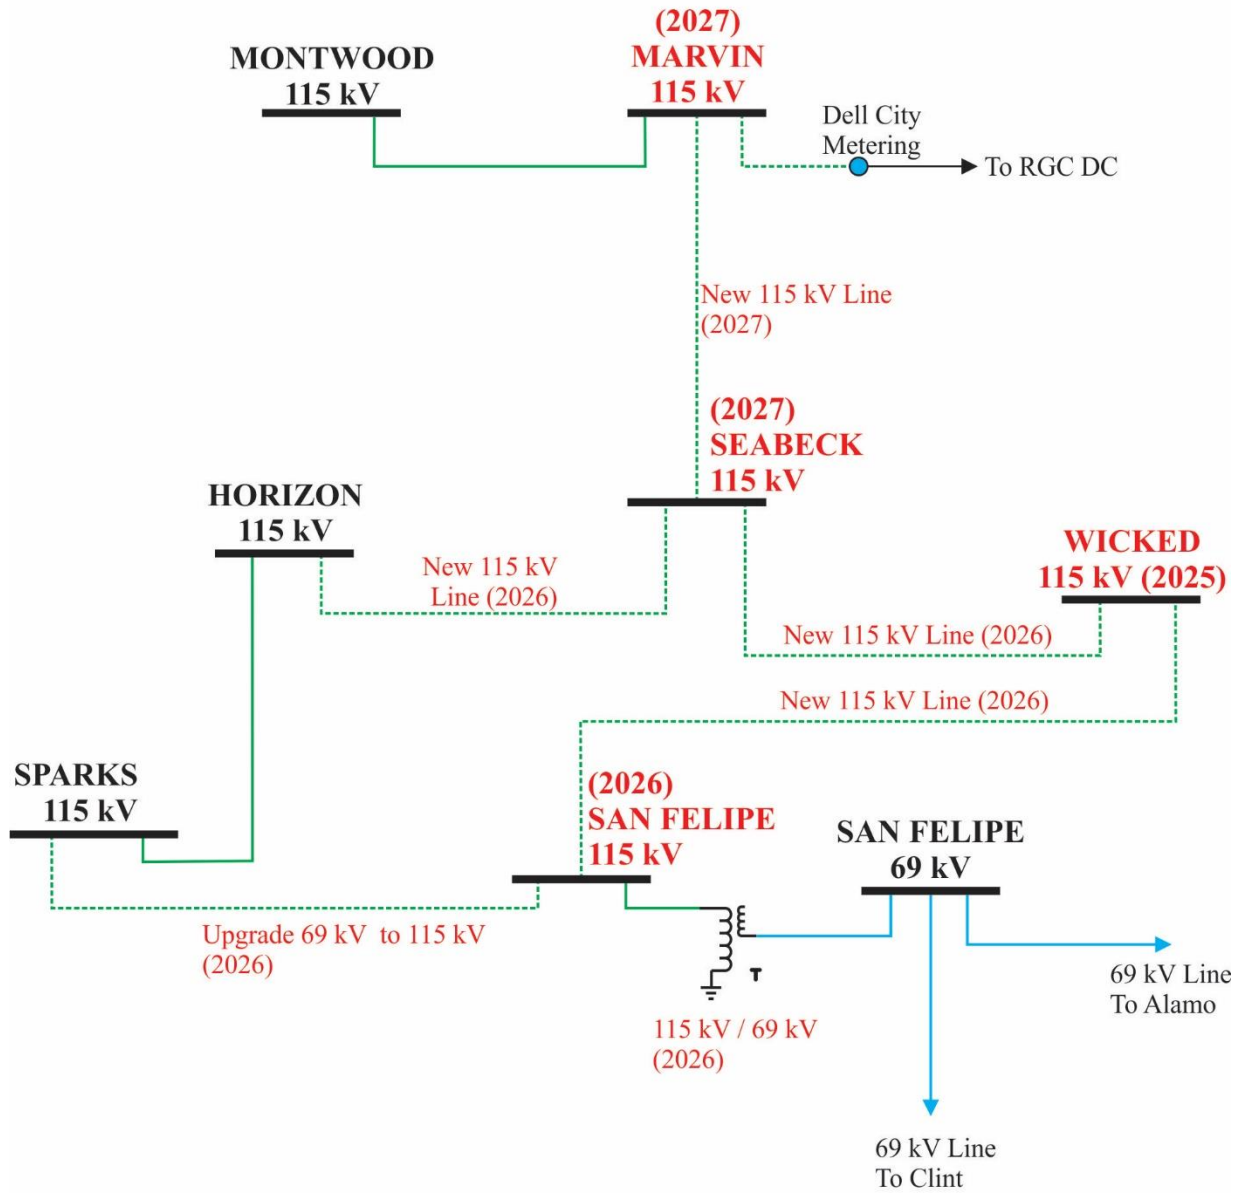 (2027)
MARVIN
115 kV
MONTWOOD
115 kV
Dell City
Metering
To RGC DC
New 115 kV Line
(2027)
(2027)
SEABECK
115 kV
HORIZON
115 kV
New 115 kV
Line (2026)
WICKED
115 kV (2025)
New 115 kV Line (2026)
New 115 kV Line (2026)
SPARKS
115 kV
(2026)
SAN FELIPE
115 kV
SAN FELIPE
69 kV
Upgrade 69 kV to 115 kV
(2026)
T
115 kV / 69 kV
(2026)
69 kV Line
To Alamo
69 kV Line
To Clint